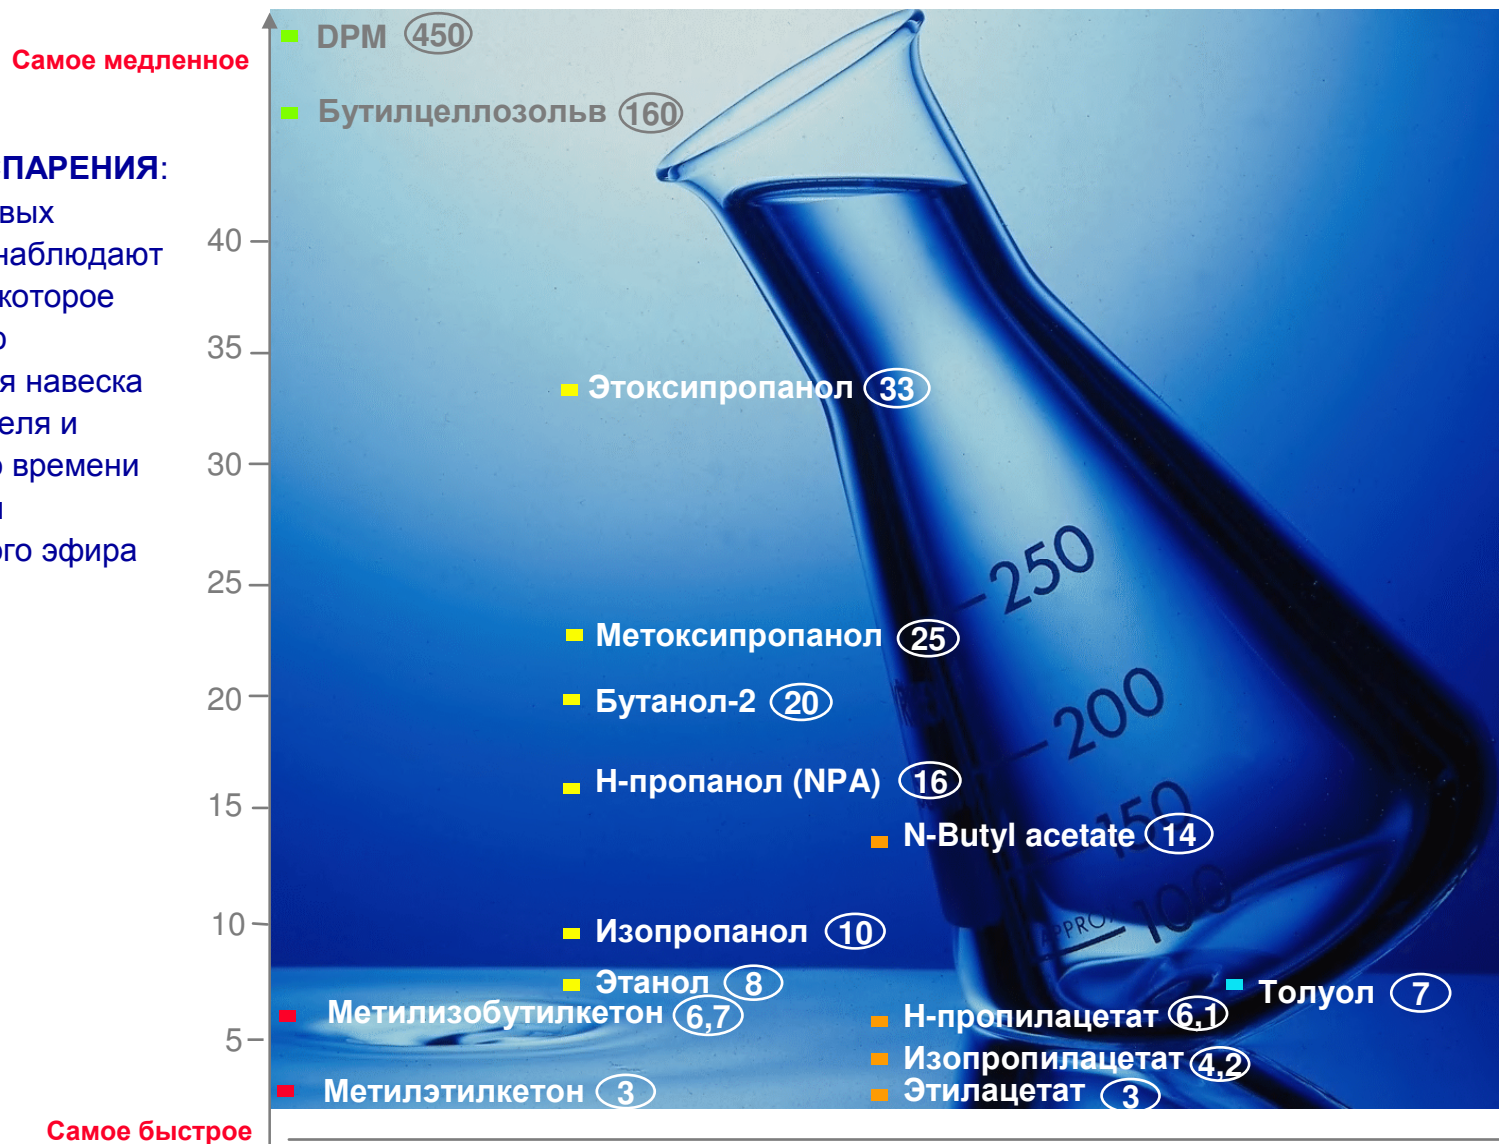 DPM 450
Самое медленное
Бутилцеллозольв 160
ПАРЕНИЯ:
вых
наблюдают
которое
я навеска
еля и
времени
ого эфира
40
35
30
25
20
15
10
5
Этоксипропанол 33
Метоксипропанол 25
Бутанол-2 20
Н-пропанол (NPA) 16
N-Butyl acetate 14
Изопропанол 10
Этанол 8
Толуол 7
Метилизобутилкетон 6,7
Н-пропилацетат 6,1
Изопропилацетат 4,2
Метилэтилкетон 3
Этилацетат 3
Самое быстрое
250
200
150
100